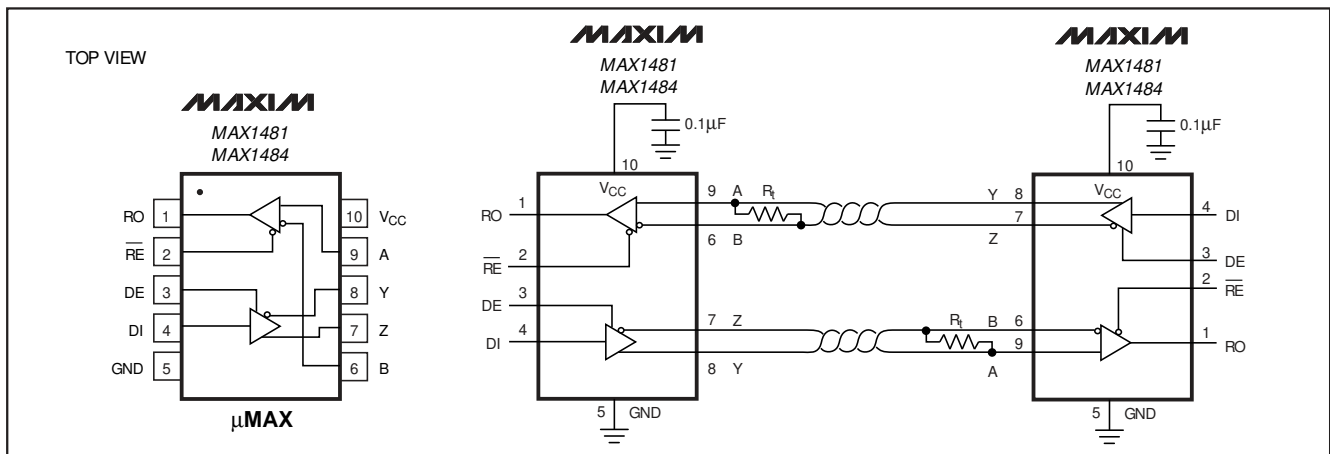 TOP VIEW
MAXIM
MAX1481
MAX1484
RO 1
RE 2
DE 3
DI 4
GND 5
10 VCC
9 A
8 Y
7 Z
6 B
μMAX
MAXIM
MAX1481
MAX1484
0.1μF
10
VCC
RO 1
RE 2
DE 3
DI 4
9 A Rt
6 B
7 Z
8 Y
5 GND
MAXIM
MAX1481
MAX1484
0.1μF
10
VCC
Y 8
Z 7
4 DI
3 DE
2 RE
1 RO
Rt B 6
A 9
5 GND